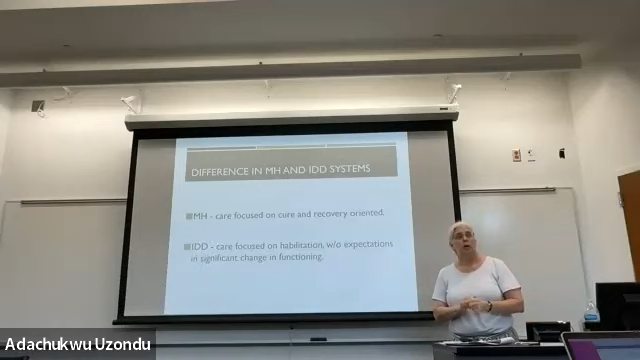 DIFFERENCE IN MH AND IDD SYSTEMS
MH - care focused on cure and recovery oriented.
IDD - care focused on habilitation, w/o expectations
in significant change in functioning.
Adachukwu Uzondu